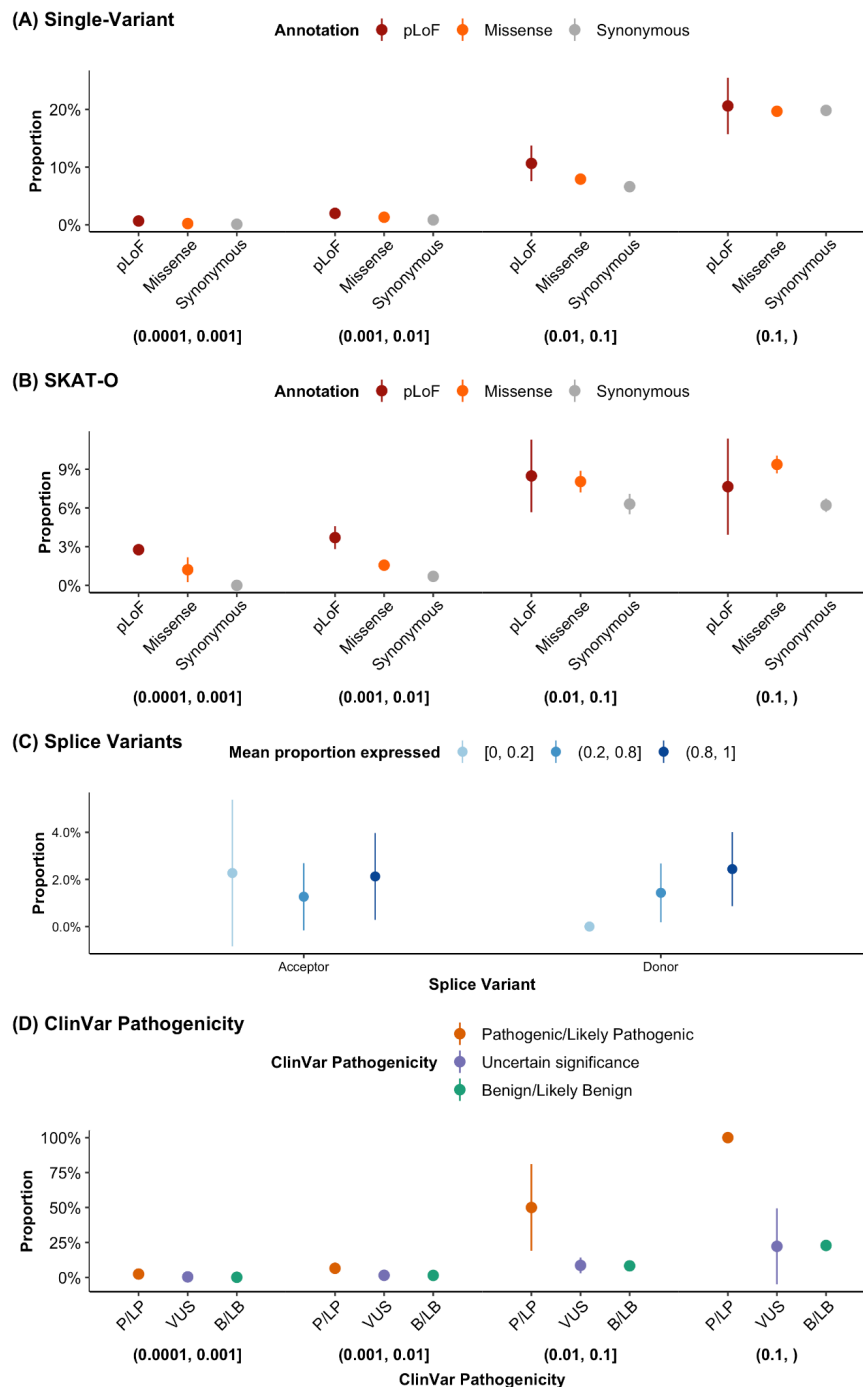 (A) Single-Variant
Annotation pLoF Missense Synonymous
Proportion
20%
10%
0%
pLoF Missense Synonymous pLoF Missense Synonymous pLoF Missense Synonymous pLoF Missense Synonymous
(0.0001, 0.001] (0.001, 0.01] (0.01, 0.1] (0.1, )
(B) SKAT-O
Annotation pLoF Missense Synonymous
Proportion
9%
6%
3%
0%
pLoF Missense Synonymous pLoF Missense Synonymous pLoF Missense Synonymous pLoF Missense Synonymous
(0.0001, 0.001] (0.001, 0.01] (0.01, 0.1] (0.1, )
(C) Splice Variants
Mean proportion expressed [0, 0.2] (0.2, 0.8] (0.8, 1]
Proportion
4.0%
2.0%
0.0%
Acceptor Donor
Splice Variant
(D) ClinVar Pathogenicity
Pathogenic/Likely Pathogenic
ClinVar Pathogenicity Uncertain significance
Benign/Likely Benign
Proportion
100%
75%
50%
25%
0%
P/LP VUS B/LB P/LP VUS B/LB P/LP VUS B/LB P/LP VUS B/LB
(0.0001, 0.001] (0.001, 0.01] (0.01, 0.1] (0.1, )
ClinVar Pathogenicity